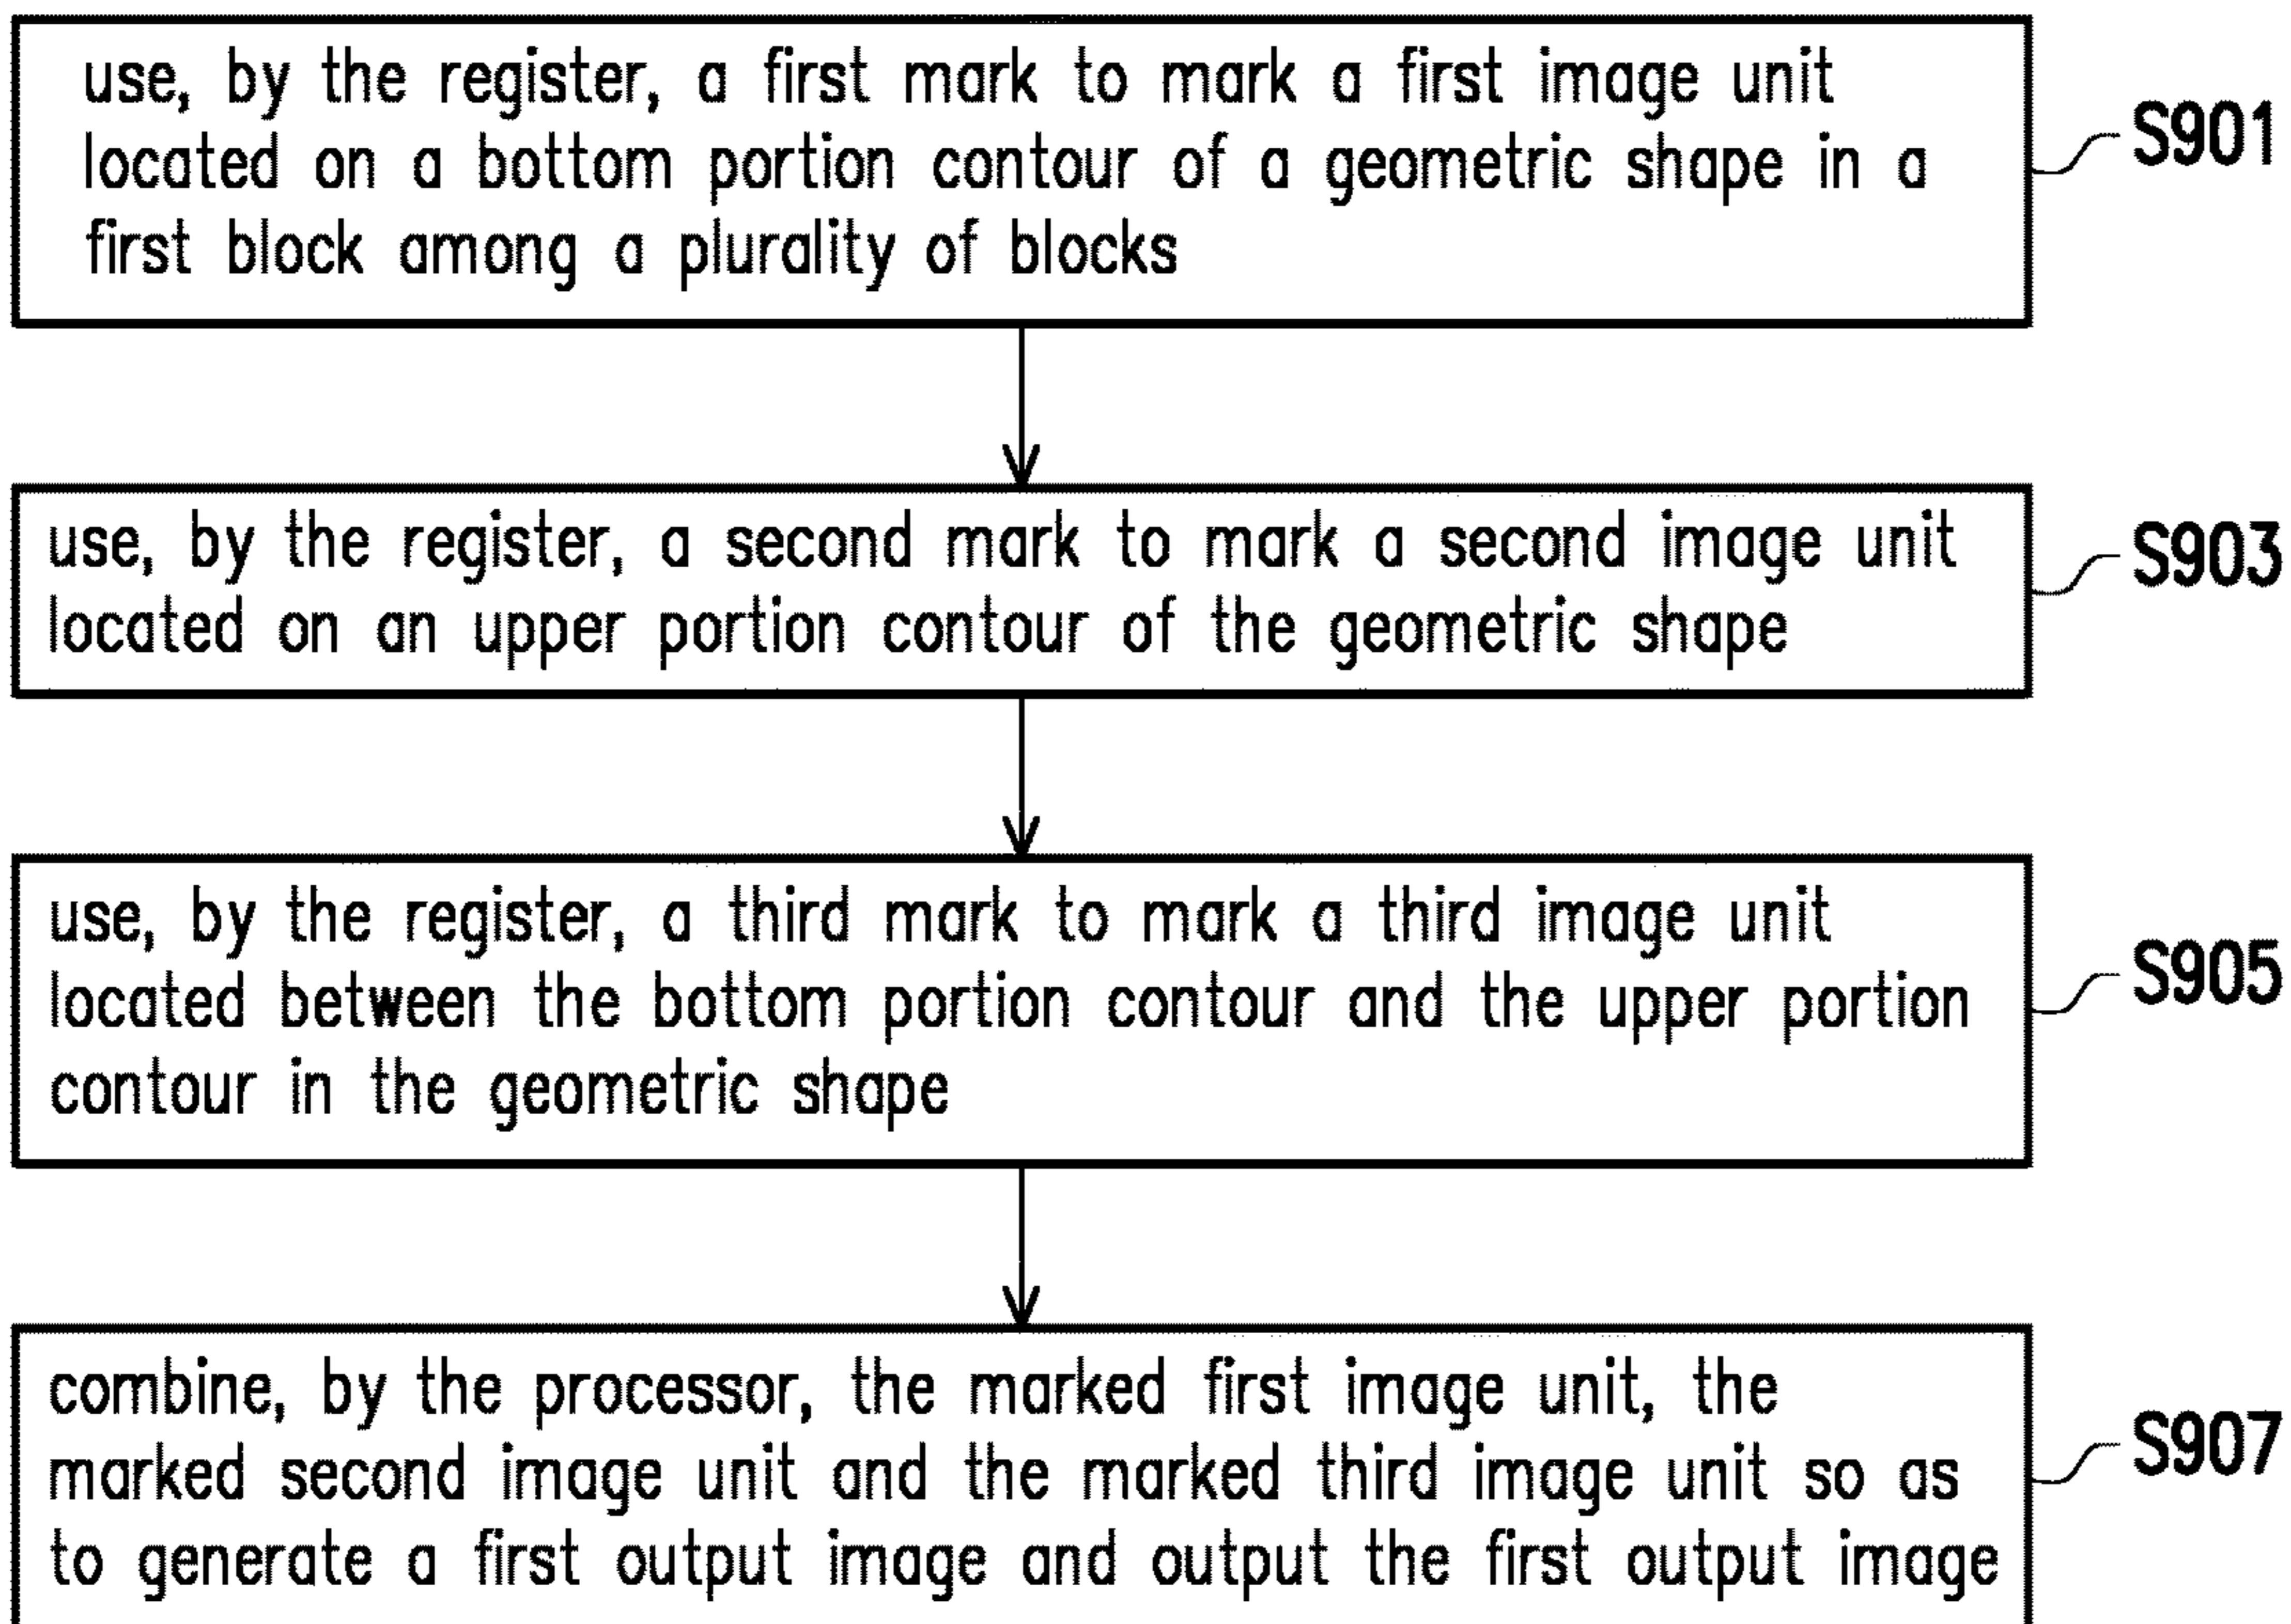 use, by the register, a first mark to mark a first image unit
located on a bottom portion contour of a geometric shape in a
first block among a plurality of blocks
S901
use, by the register, a second mark to mark a second image unit
located on an upper portion contour of the geometric shape
S903
use, by the register, a third mark to mark a third image unit
located between the bottom portion contour and the upper portion
contour in the geometric shape
S905
combine, by the processor, the marked first image unit, the
marked second image unit and the marked third image unit so as
to generate a first output image and output the first output image
S907